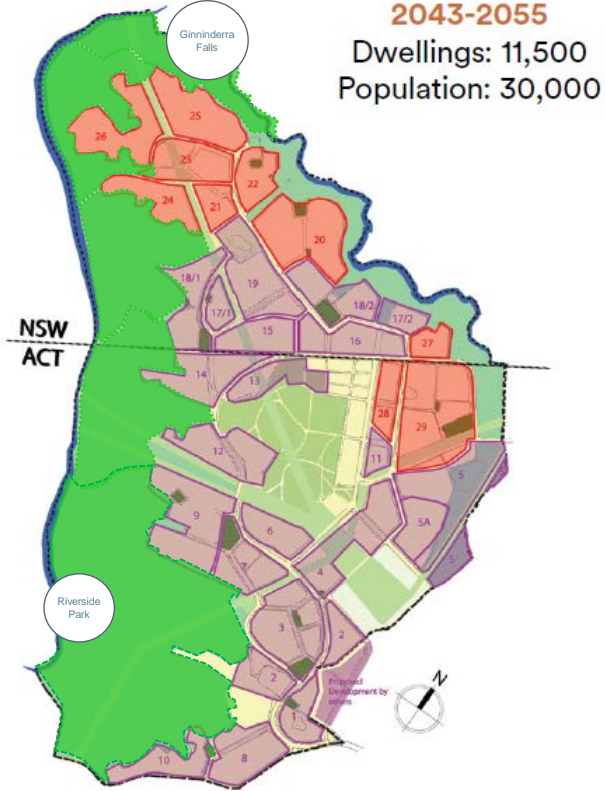 2043-2055
Dwellings: 11,500
Population: 30,000
Ginninderra
Falls
25
26
23
22
24
21
20
18/1
19
17/1
18/2
17/2
NSW
15
16
27
ACT
14
13
28
29
12
11
5
9
5A
6
7
4
5
Riverside
Park
3
2
2
Proposed
Development by
others
N
1
10
8